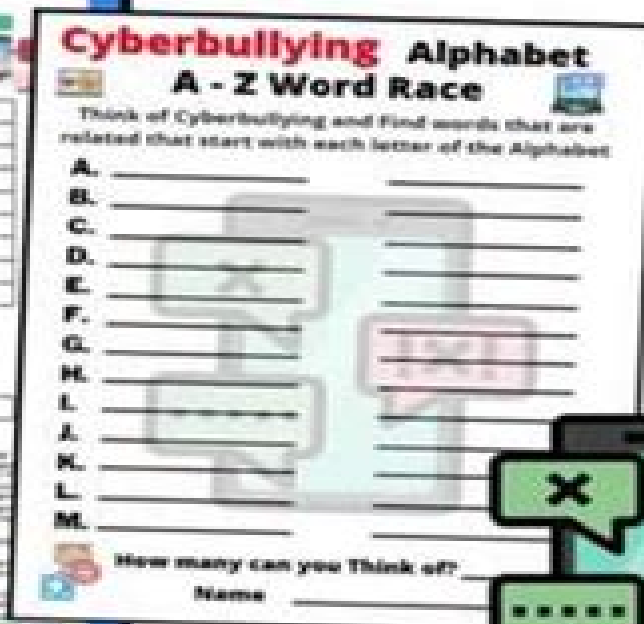 Cyberbullying Alphabet
A - Z Word Race
Think of Cyberbullying and Find words that are
related that start with each letter of the Alphabet
A.
B.
C.
D.
E.
F.
G.
H.
I.
J.
K.
L.
M.
How many can you Think of?
Name